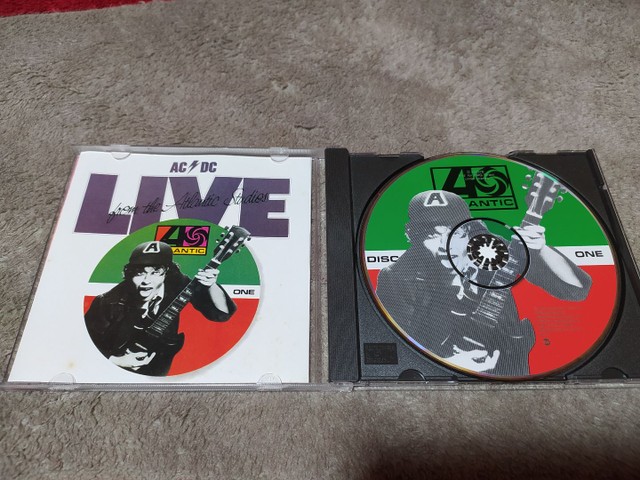 AC⚡DC
LIVE
from the Atlantic Studios
A
ANTIC
ONE
ANTIC
A
DISC
ONE